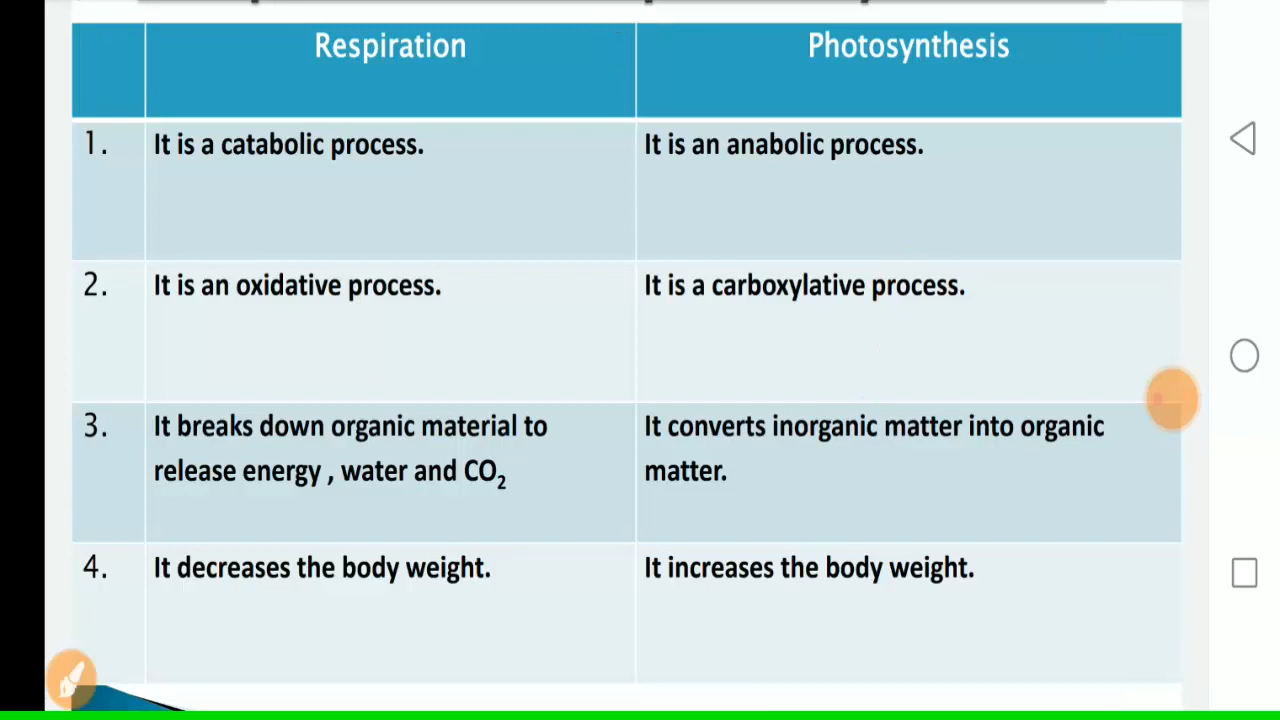 Respiration Photosynthesis
1. It is a catabolic process. It is an anabolic process.
2. It is an oxidative process. It is a carboxylative process.
3. It breaks down organic material to It converts inorganic matter into organic
release energy , water and CO₂ matter.
4. It decreases the body weight. It increases the body weight.